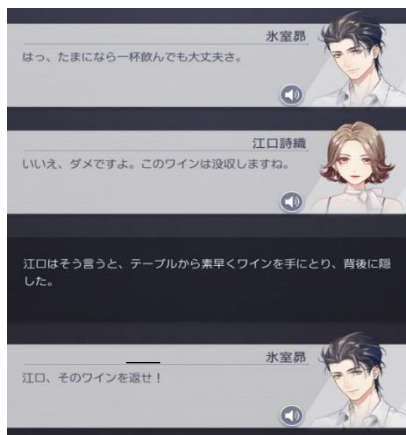 氷室昴
はっ、たまになら一杯飲んでも大丈夫さ。
江口詩織
いいえ、ダメですよ。このワインは没収しますね。
江口はそう言うと、テーブルから素早くワインを手にとり、背後に隠
した。
氷室昴
江口、そのワインを返せ！